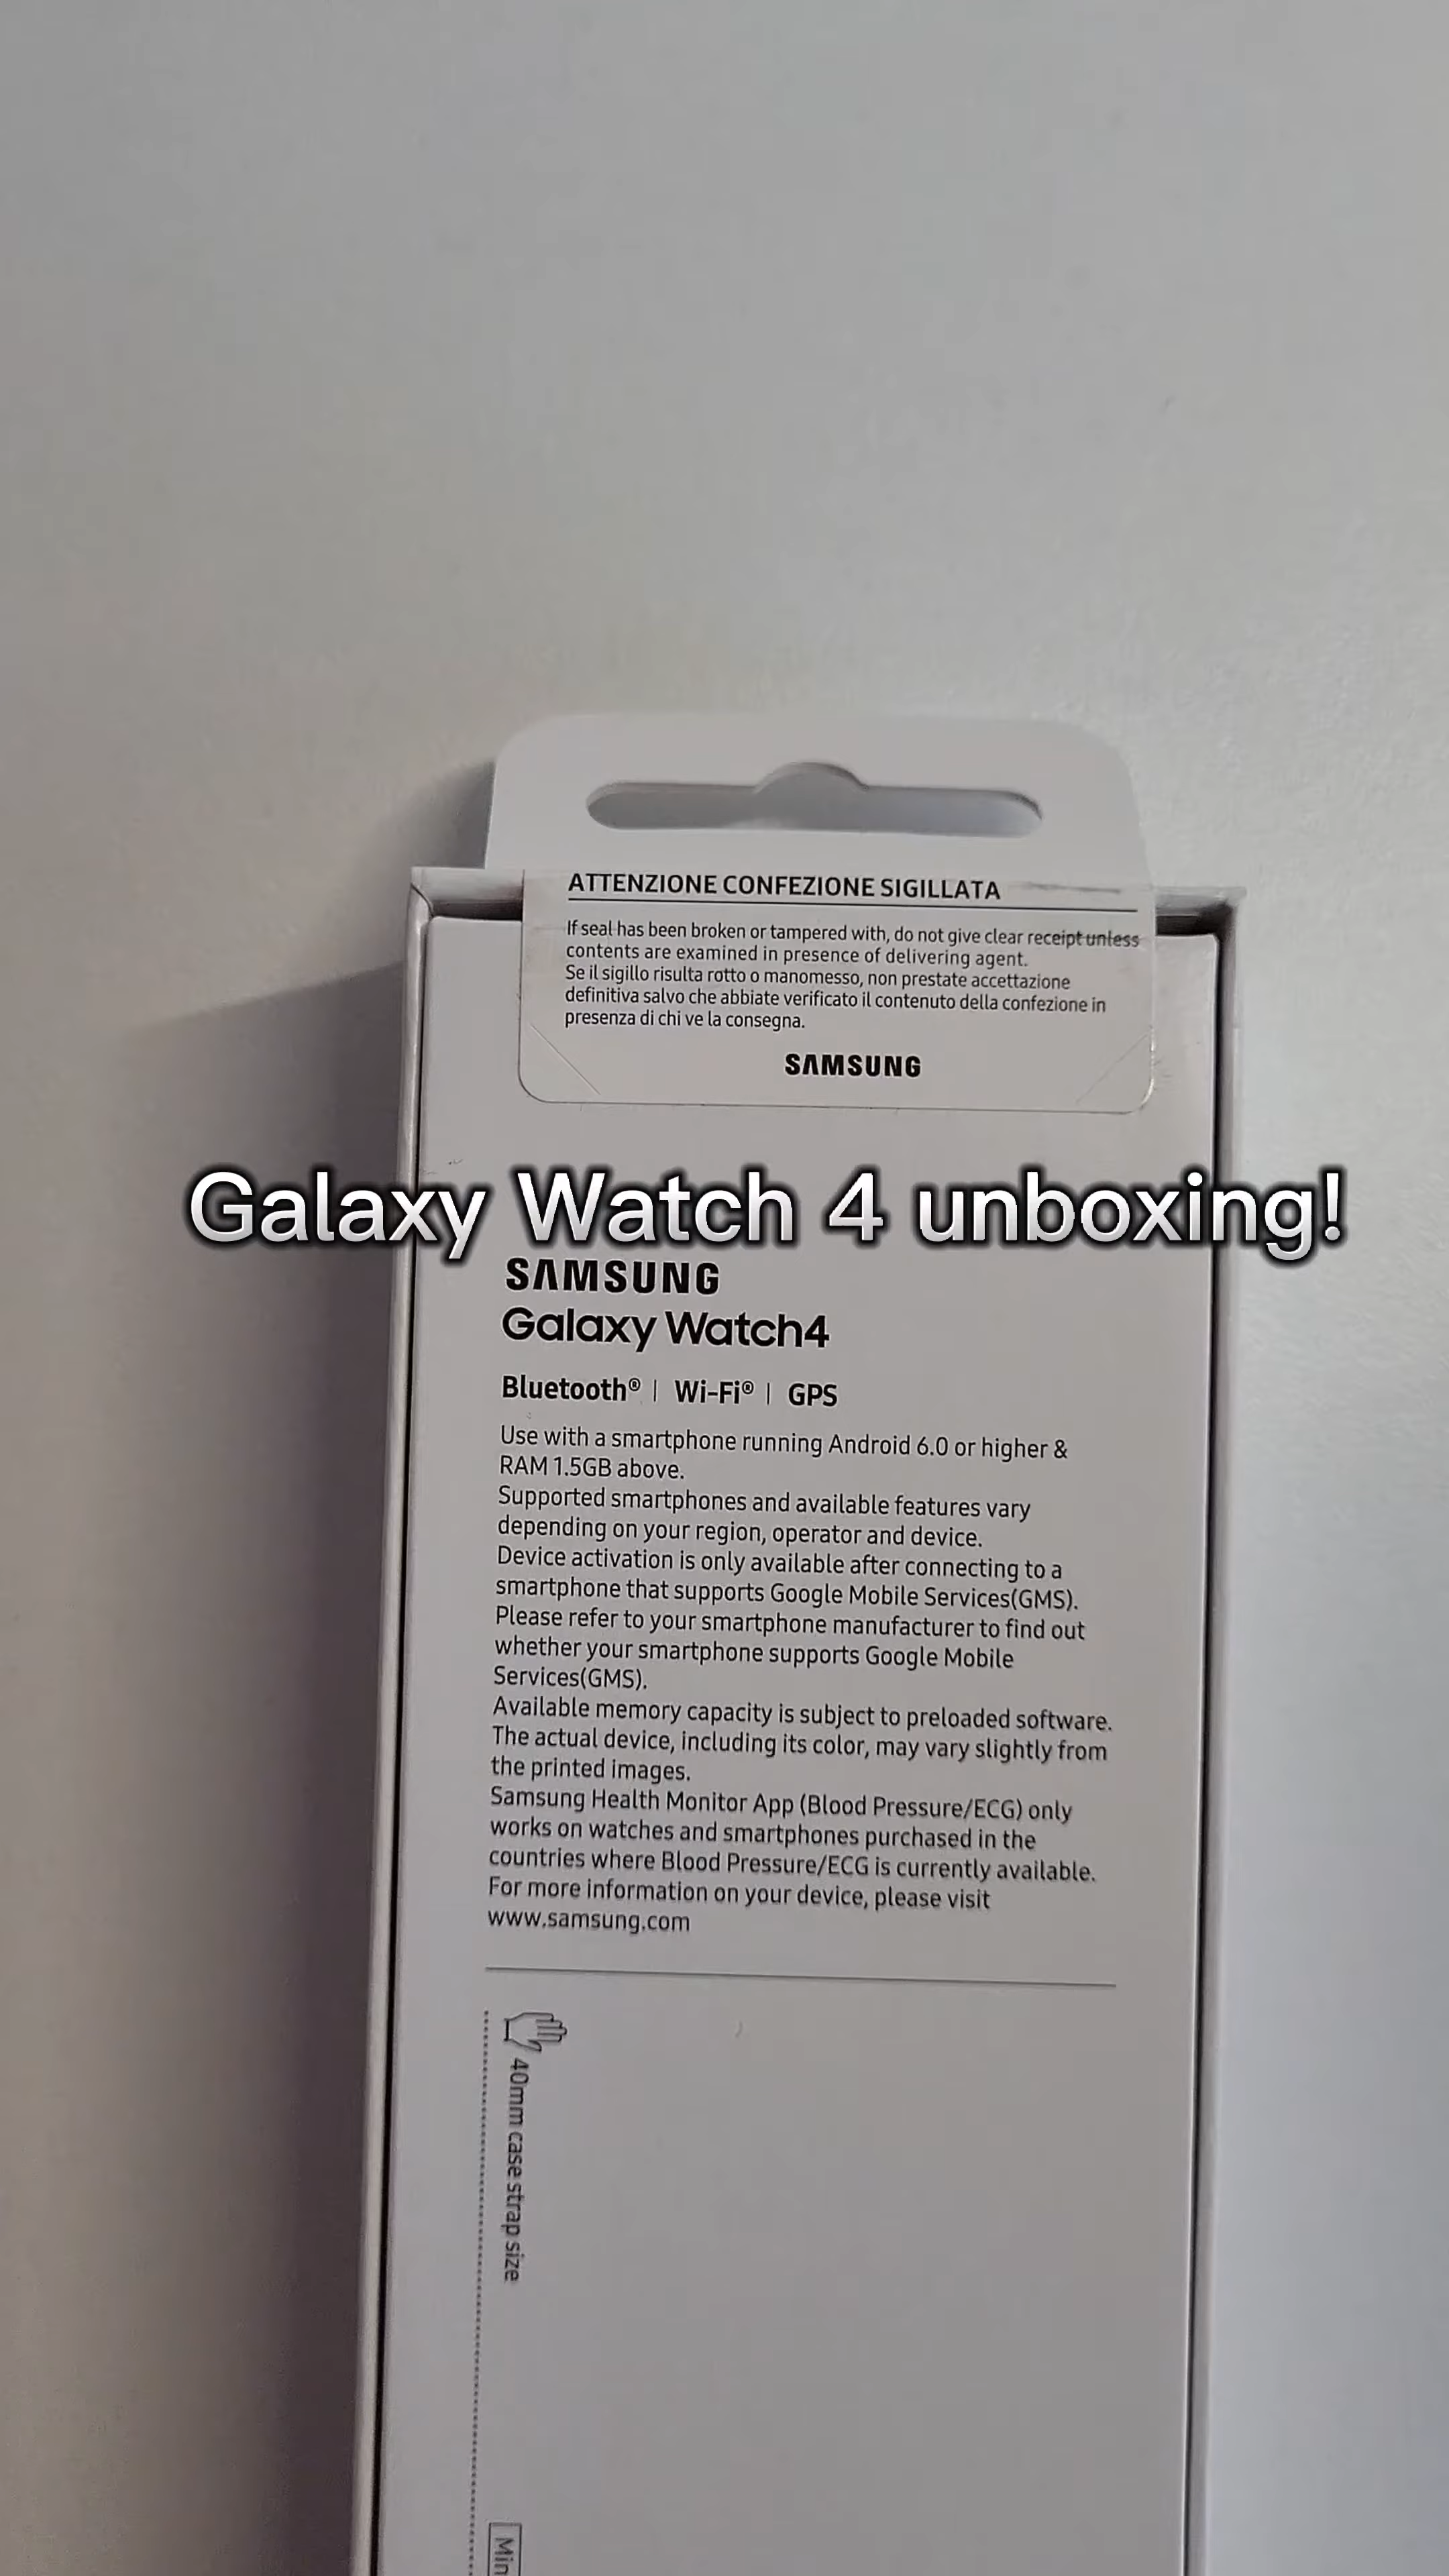 ATTENZIONE CONFEZIONE SIGILLATA
If seal has been broken or tampered with, do not give clear receipt unless
contents are examined in presence of delivering agent.
Se il sigillo risulta rotto o manomesso, non prestate accettazione
definitiva salvo che abbiate verificato il contenuto della confezione in
presenza di chi ve la consegna.
SAMSUNG
Galaxy Watch 4 unboxing!
SAMSUNG
Galaxy Watch4
Bluetooth® | Wi-Fi® | GPS
Use with a smartphone running Android 6.0 or higher &
RAM 1.5GB above.
Supported smartphones and available features vary
depending on your region, operator and device.
Device activation is only available after connecting to a
smartphone that supports Google Mobile Services(GMS).
Please refer to your smartphone manufacturer to find out
whether your smartphone supports Google Mobile
Services(GMS).
Available memory capacity is subject to preloaded software.
The actual device, including its color, may vary slightly from
the printed images.
Samsung Health Monitor App (Blood Pressure/ECG) only
works on watches and smartphones purchased in the
countries where Blood Pressure/ECG is currently available.
For more information on your device, please visit
www.samsung.com
40mm case strap size
Min